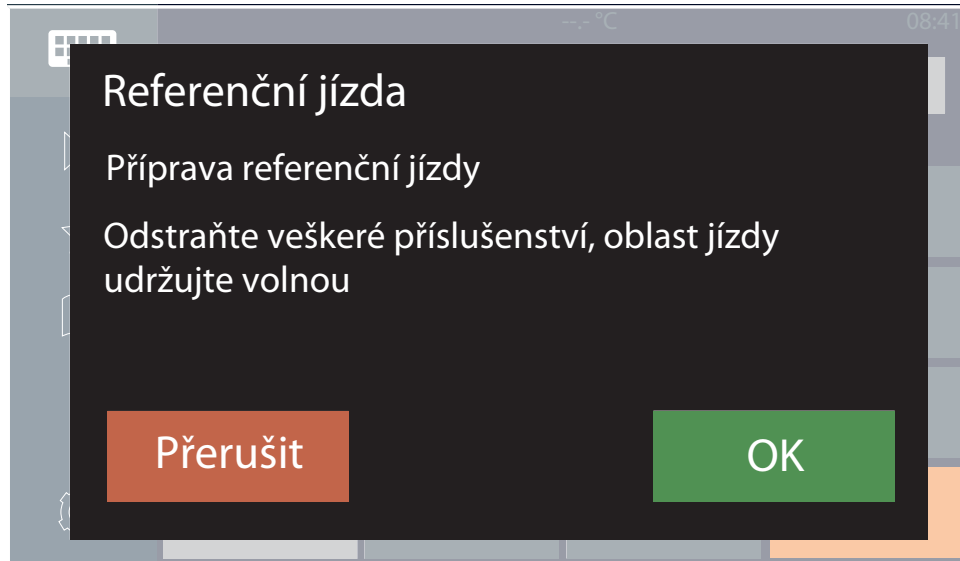 --.- °C
08:41
Referenční jízda
Příprava referenční jízdy
Odstraňte veškeré příslušenství, oblast jízdy
udržujte volnou
Přerušit
OK